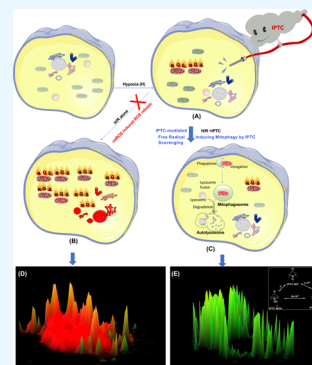 IPTC
Hypoxia (H)
(A)
H/R alone
mROS induced ROS release
IPTC-mediated
Free Radical
Scavenging
H/R +IPTC
Inducing Mitophagy by IPTC
Phagophore
Elongation
Lysosome
fusion
Mitophagosome
Lysosome
Degradation
Autolysosome
(B)
(C)
(D)
(E)